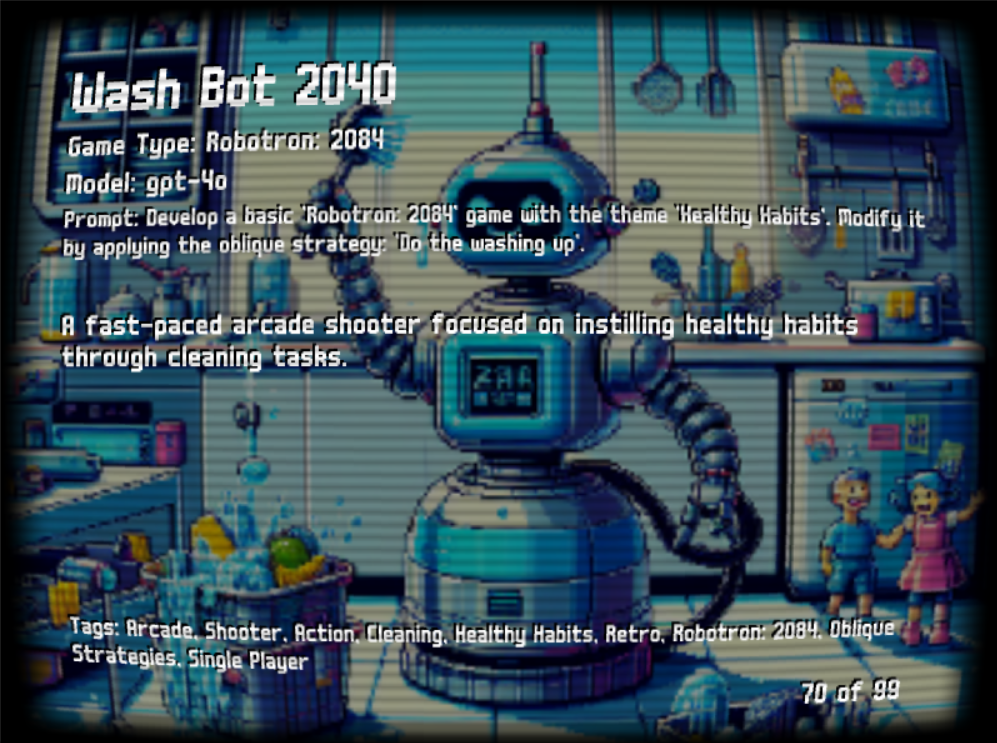 Wash Bot 2040
Game Type: Robotron: 2084
Model: gpt-4o
Prompt: Develop a basic 'Robotron: 2084' game with the theme 'Healthy Habits'. Modify it
by applying the oblique strategy: 'Do the washing up'.
A fast-paced arcade shooter focused on instilling healthy habits
through cleaning tasks.
Tags: Arcade, Shooter, Action, Cleaning, Healthy Habits, Retro, Robotron: 2084, Oblique
Strategies, Single Player
70 of 99